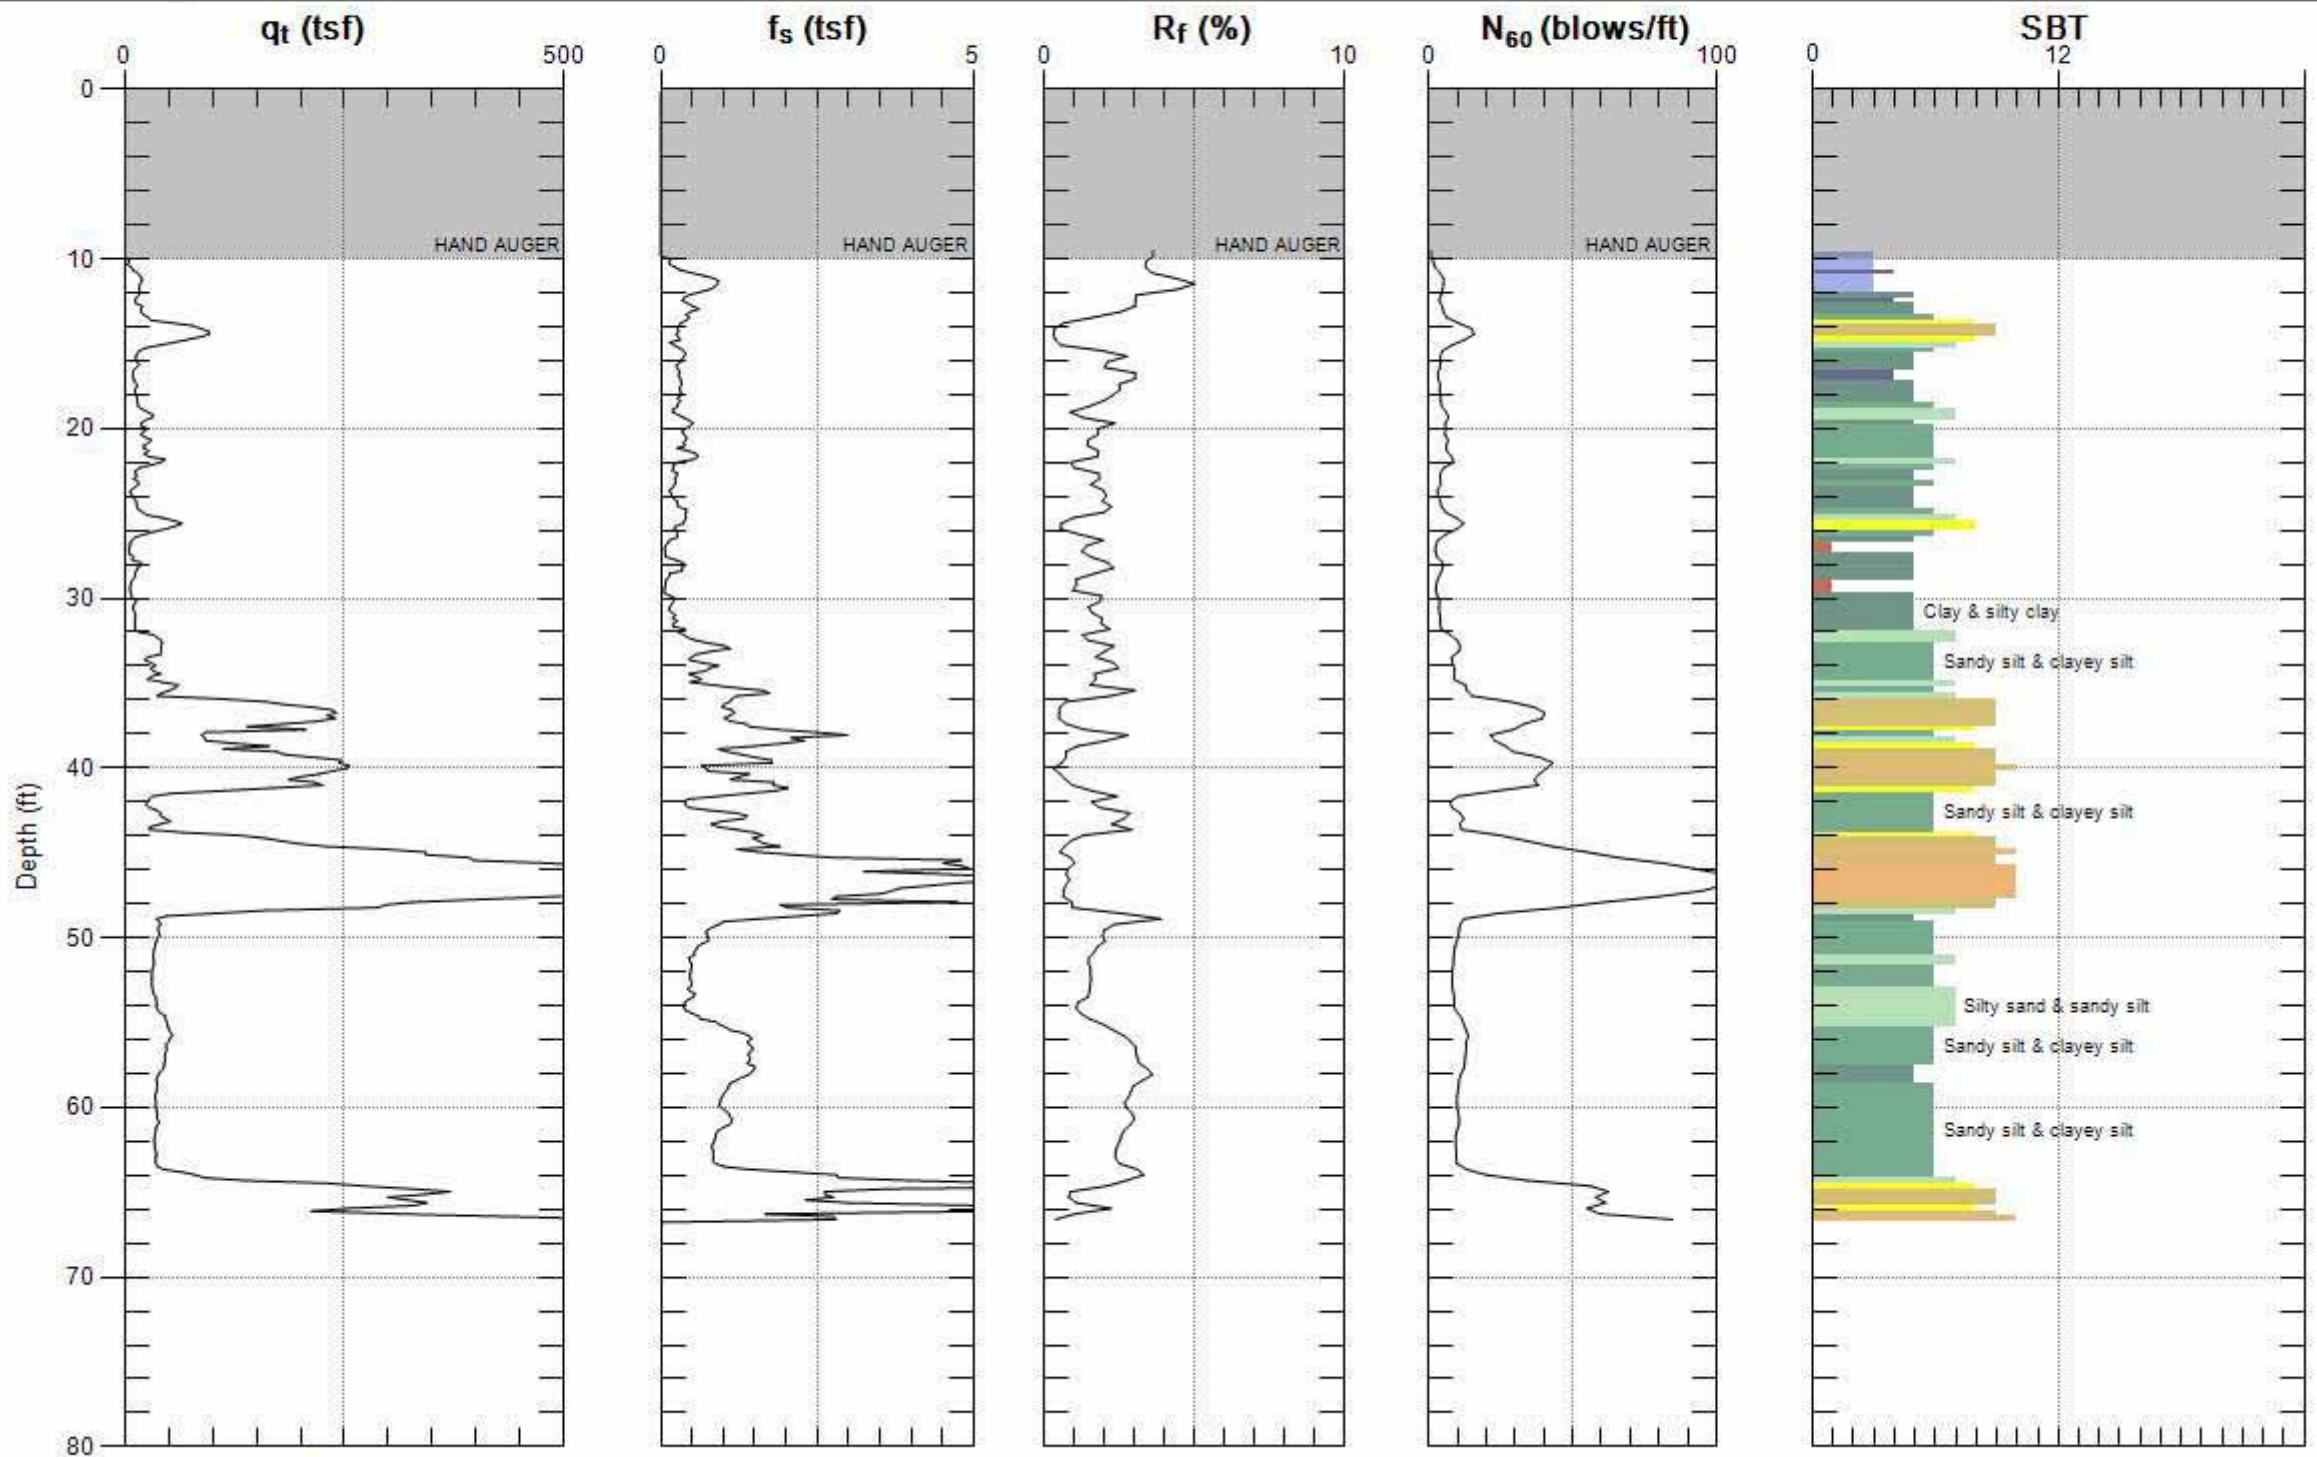 qt (tsf) fs (tsf) Rf (%) N60 (blows/ft) SBT
0 500 0 5 0 10 0 100 0 12
0
HAND AUGER HAND AUGER HAND AUGER HAND AUGER
10
20
30
Clay & silty clay
Sandy silt & clayey silt
40
Sandy silt & clayey silt
Depth (ft)
50
Silty sand & sandy silt
Sandy silt & clayey silt
60
Sandy silt & clayey silt
70
80